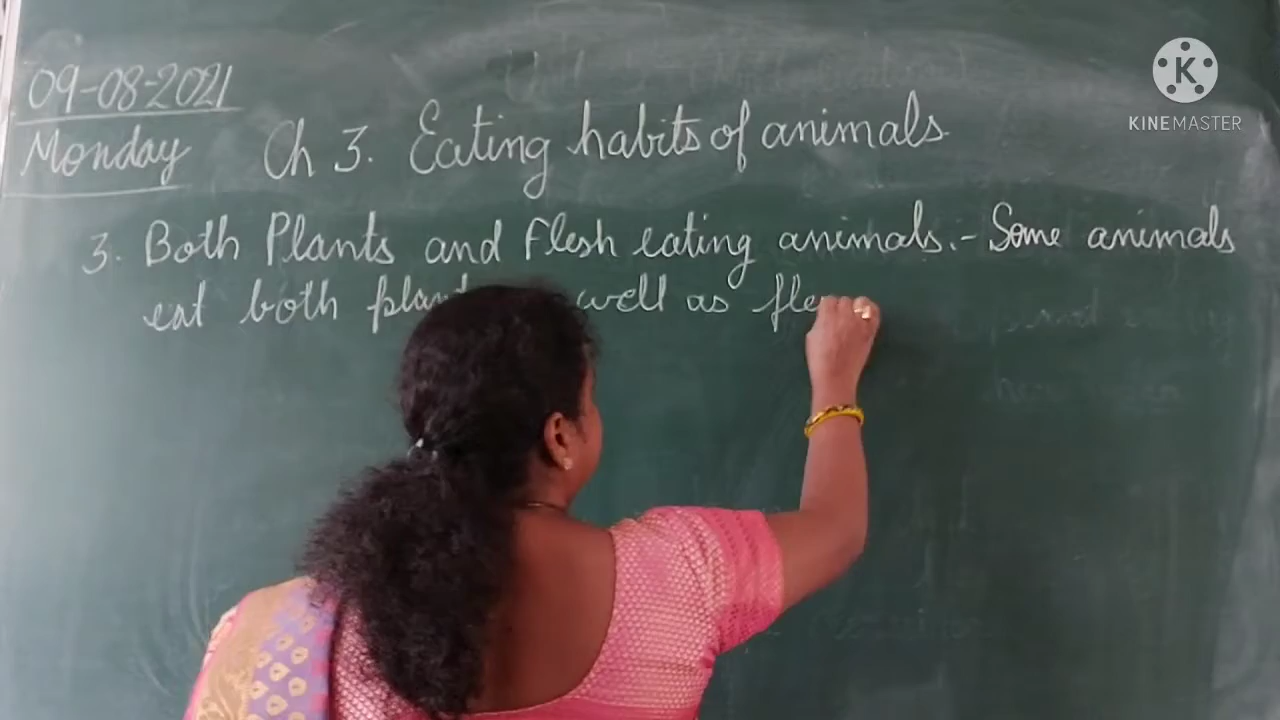 09-08-2021
Monday
Ch 3. Eating habits of animals
3. Both Plants and Flesh eating animals.- Some animals
eat both well as
KINEMASTER